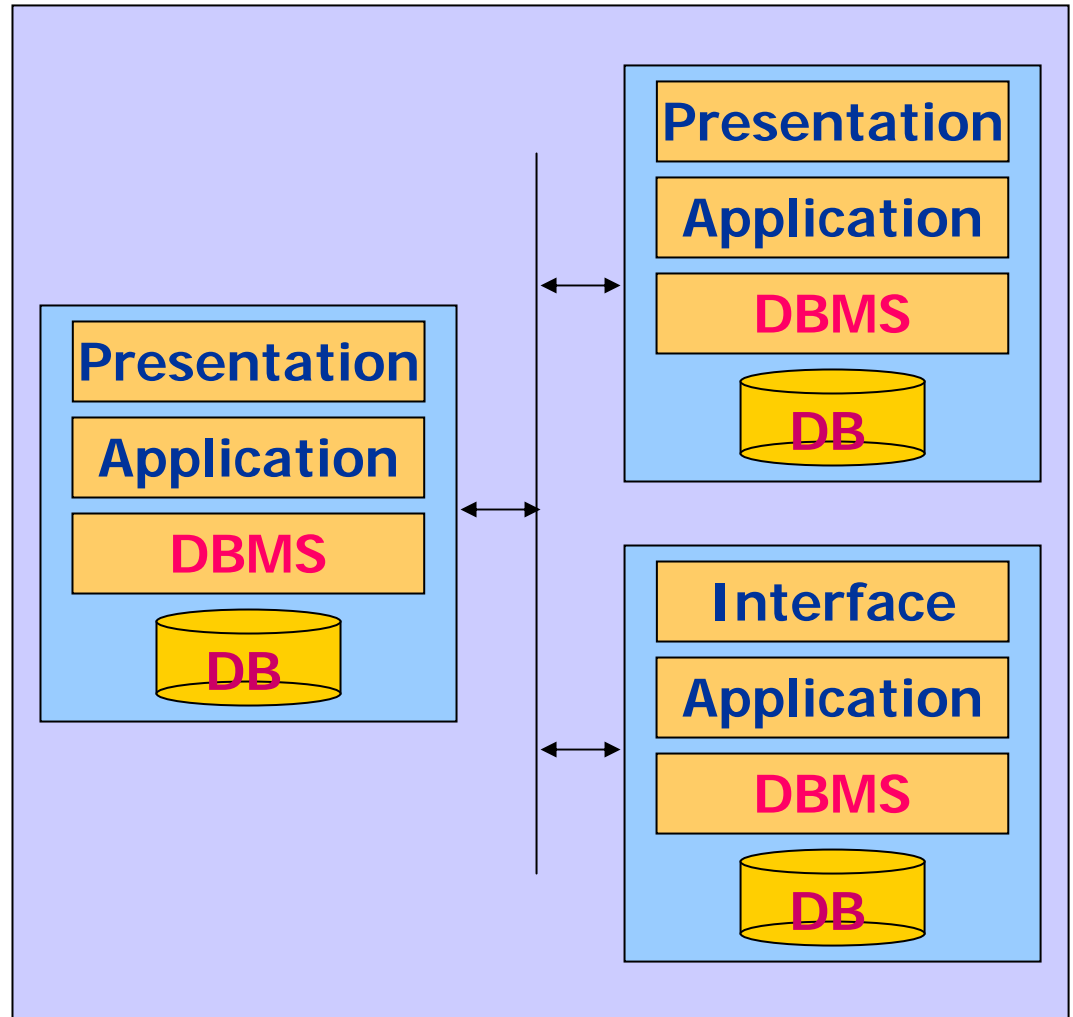 Presentation
Application
DBMS
DB
Presentation
Application
DBMS
DB
Interface
Application
DBMS
DB